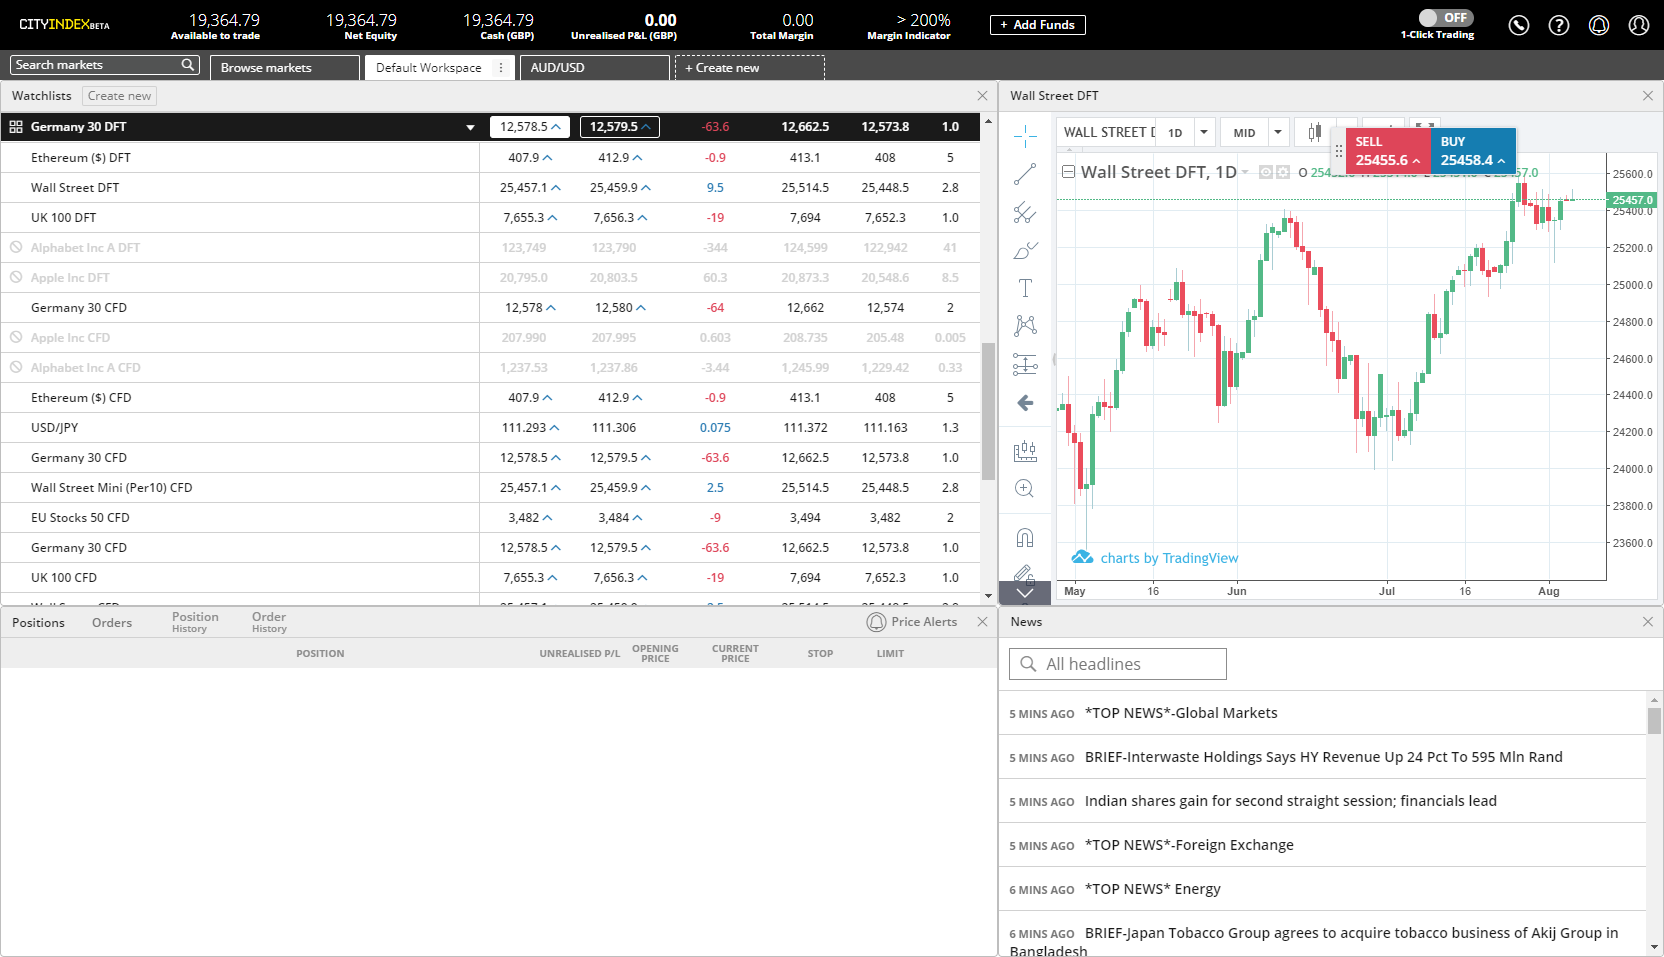 CITYINDEX BETA
19,364.79
Available to trade
19,364.79
Net Equity
19,364.79
Cash (GBP)
0.00
Unrealised P&L (GBP)
0.00
Total Margin
> 200%
Margin Indicator
+ Add Funds
OFF
1-Click Trading
Search markets
Browse markets
Default Workspace
AUD/USD
+ Create new
Watchlists Create new
Germany 30 DFT 12,578.5 12,579.5 -63.6 12,662.5 12,573.8 1.0
Ethereum ($) DFT 407.9 412.9 -0.9 413.1 408 5
Wall Street DFT 25,457.1 25,459.9 9.5 25,514.5 25,448.5 2.8
UK 100 DFT 7,655.3 7,656.3 -19 7,694 7,652.3 1.0
Alphabet Inc A DFT 123,749 123,790 -344 124,599 122,942 41
Apple Inc DFT 20,795.0 20,803.5 60.3 20,873.3 20,548.6 8.5
Germany 30 CFD 12,578 12,580 -64 12,662 12,574 2
Apple Inc CFD 207.990 207.995 0.603 208.735 205.48 0.005
Alphabet Inc A CFD 1,237.53 1,237.86 -3.44 1,245.99 1,229.42 0.33
Ethereum ($) CFD 407.9 412.9 -0.9 413.1 408 5
USD/JPY 111.293 111.306 0.075 111.372 111.163 1.3
Germany 30 CFD 12,578.5 12,579.5 -63.6 12,662.5 12,573.8 1.0
Wall Street Mini (Per10) CFD 25,457.1 25,459.9 2.5 25,514.5 25,448.5 2.8
EU Stocks 50 CFD 3,482 3,484 -9 3,494 3,482 2
Germany 30 CFD 12,578.5 12,579.5 -63.6 12,662.5 12,573.8 1.0
UK 100 CFD 7,655.3 7,656.3 -19 7,694 7,652.3 1.0
Wall Street DFT
WALL STREET 1D MID
SELL
25455.6
BUY
25458.4
Wall Street DFT, 1D O
25600.0
25457.0
25400.0
25200.0
25000.0
24800.0
24600.0
24400.0
24200.0
24000.0
23800.0
23600.0
charts by TradingView
May 16 Jun Jul 16 Aug
Positions
Orders
Position
History
Order
History
Price Alerts
POSITION
UNREALISED P/L
OPENING
PRICE
CURRENT
PRICE
STOP
LIMIT
News
All headlines
5 MINS AGO *TOP NEWS*-Global Markets
5 MINS AGO BRIEF-Interwaste Holdings Says HY Revenue Up 24 Pct To 595 Mln Rand
5 MINS AGO Indian shares gain for second straight session; financials lead
5 MINS AGO *TOP NEWS*-Foreign Exchange
6 MINS AGO *TOP NEWS* Energy
6 MINS AGO BRIEF-Japan Tobacco Group agrees to acquire tobacco business of Akij Group in
Bangladesh